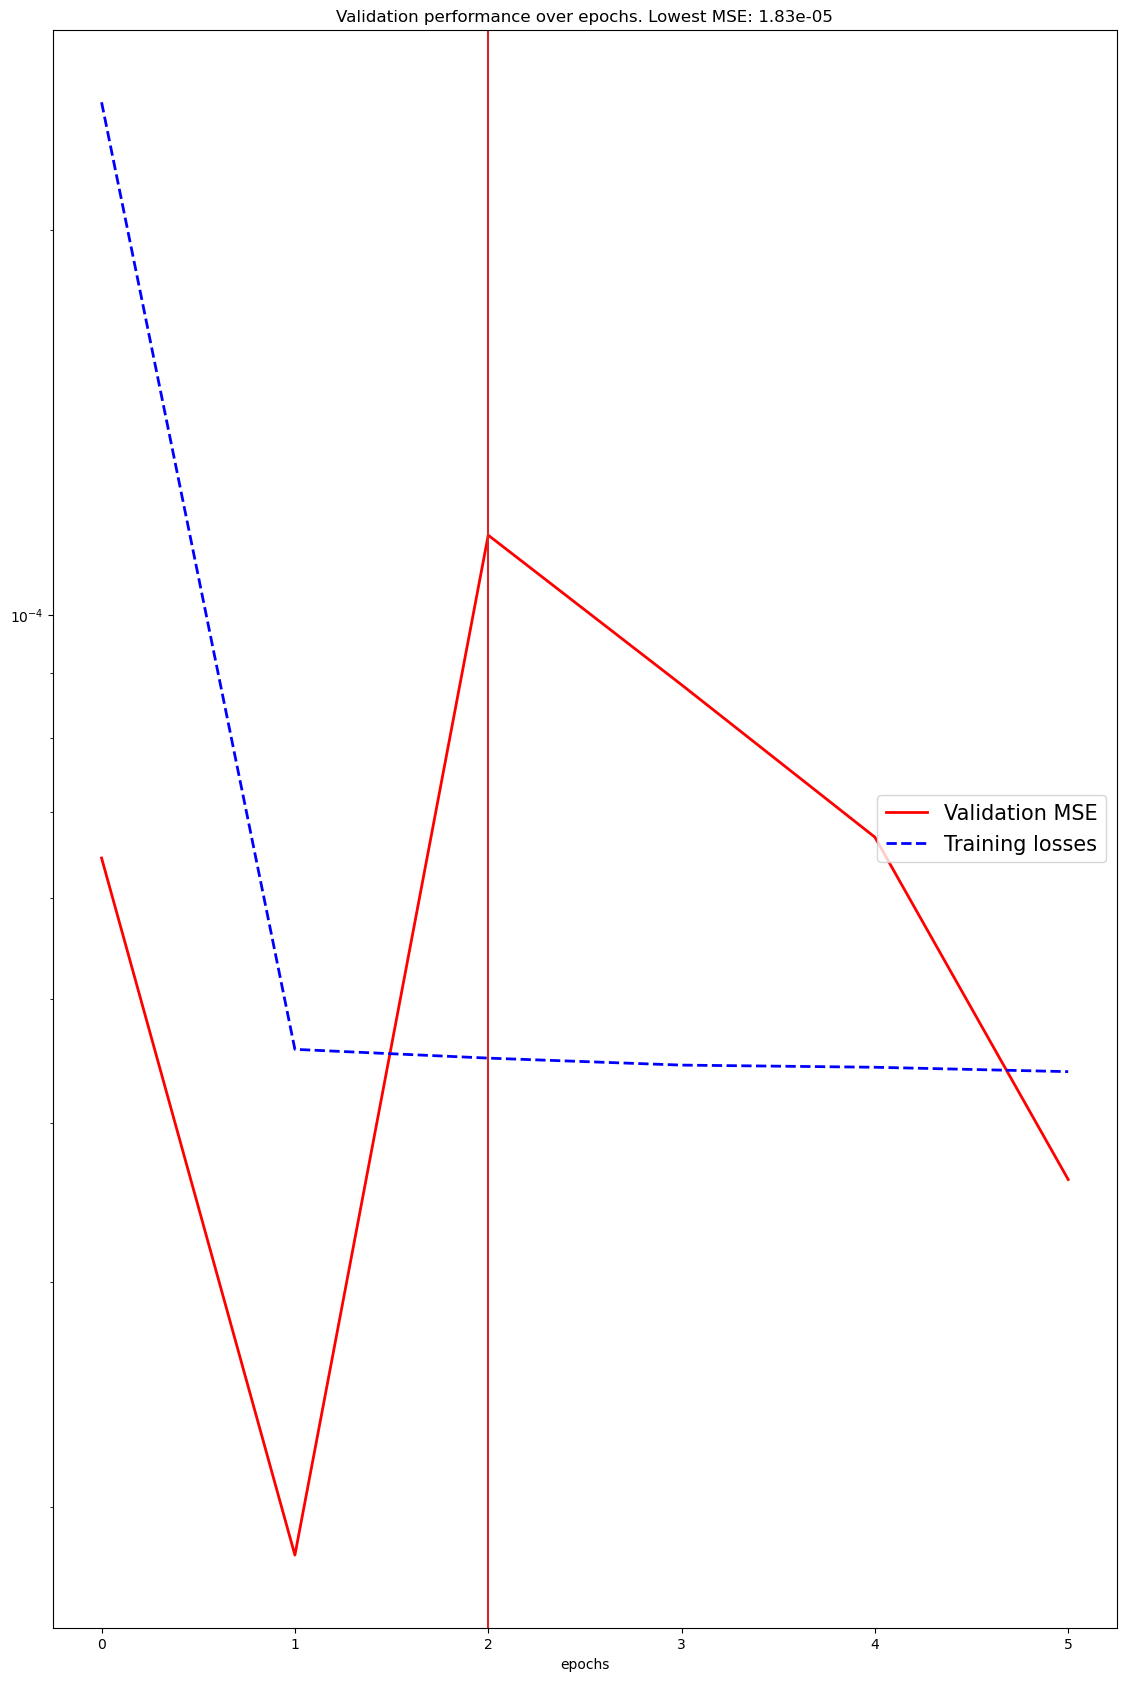 Validation performance over epochs. Lowest MSE: 1.83e-05
10⁻⁴
Validation MSE
Training losses
0 1 2 3 4 5
epochs